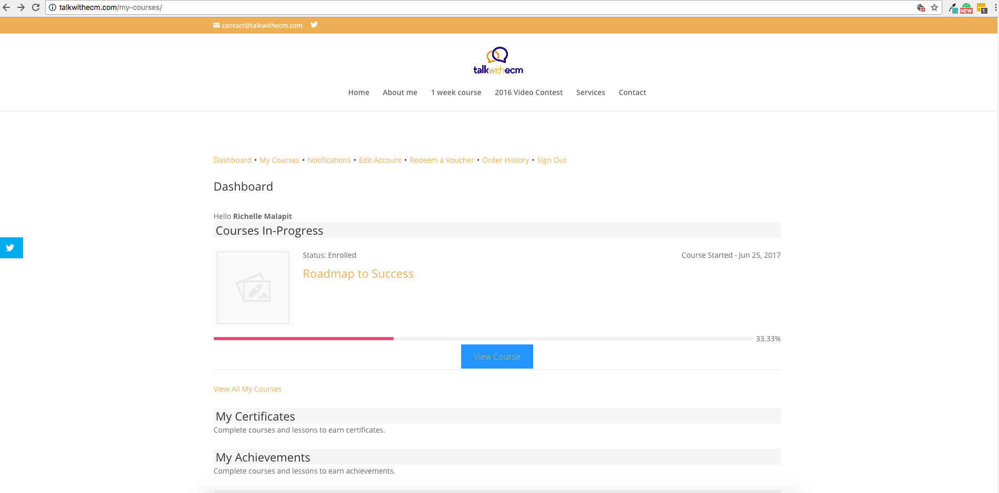 talkwithecm.com/my-courses/
NEW
1
contact@talkwithecm.com
talkwithecm
Home About me 1 week course 2016 Video Contest Services Contact
Dashboard • My Courses • Notifications • Edit Account • Redeem a Voucher • Order History • Sign Out
Dashboard
Hello Richelle Malapit
Courses In-Progress
Status: Enrolled Course Started - Jun 25, 2017
Roadmap to Success
33.33%
View Course
View All My Courses
My Certificates
Complete courses and lessons to earn certificates.
My Achievements
Complete courses and lessons to earn achievements.